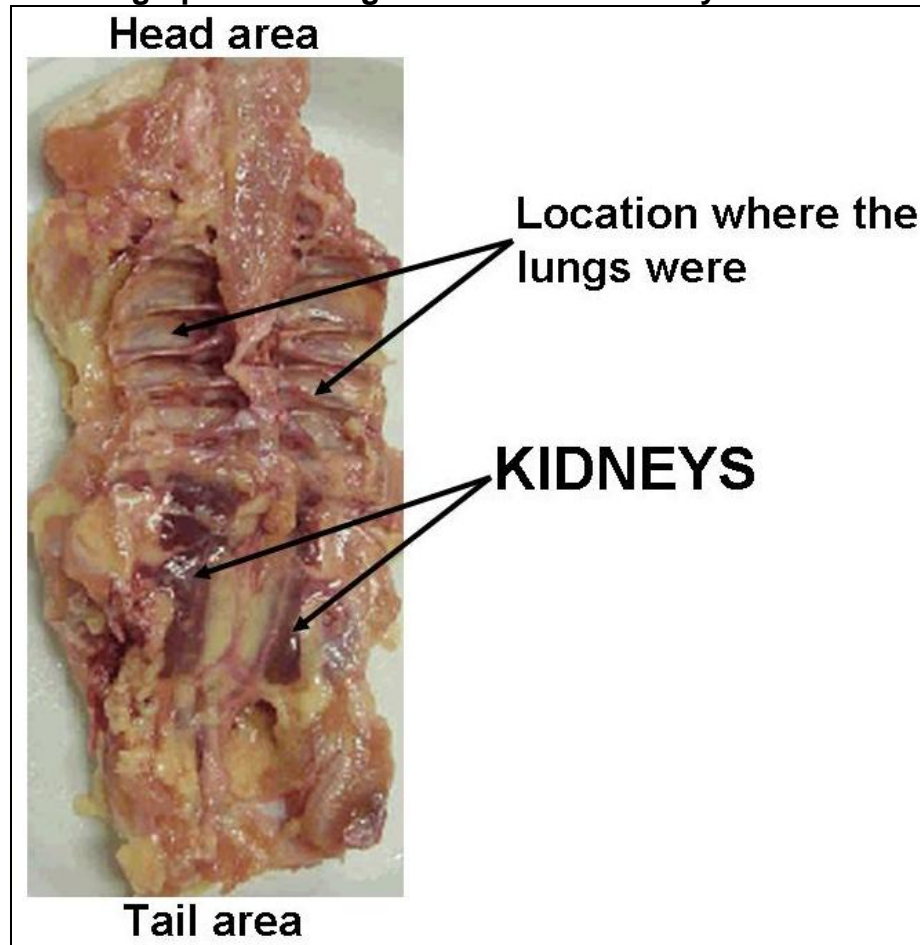 Head area
Location where the
lungs were
KIDNEYS
Tail area